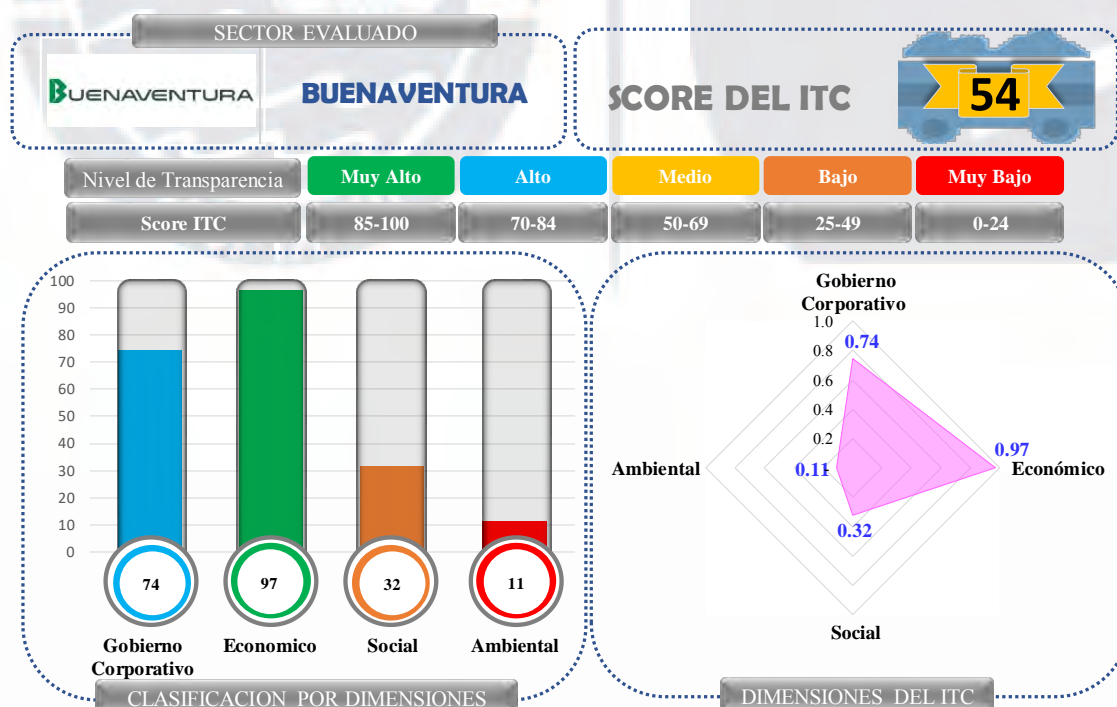 SECTOR EVALUADO
BUENAVENTURA
BUENAVENTURA
SCORE DEL ITC
54
Nivel de Transparencia Muy Alto Alto Medio Bajo Muy Bajo
Score ITC 85-100 70-84 50-69 25-49 0-24
100
90
80
70
60
50
40
30
20
10
0
74 97 32 11
Gobierno Corporativo
Economico
Social
Ambiental
CLASIFICACION POR DIMENSIONES
Gobierno
Corporativo
1.0
0.8
0.6
0.4
0.2
0.74
0.97
Económico
Ambiental
0.11
0.32
Social
DIMENSIONES DEL ITC